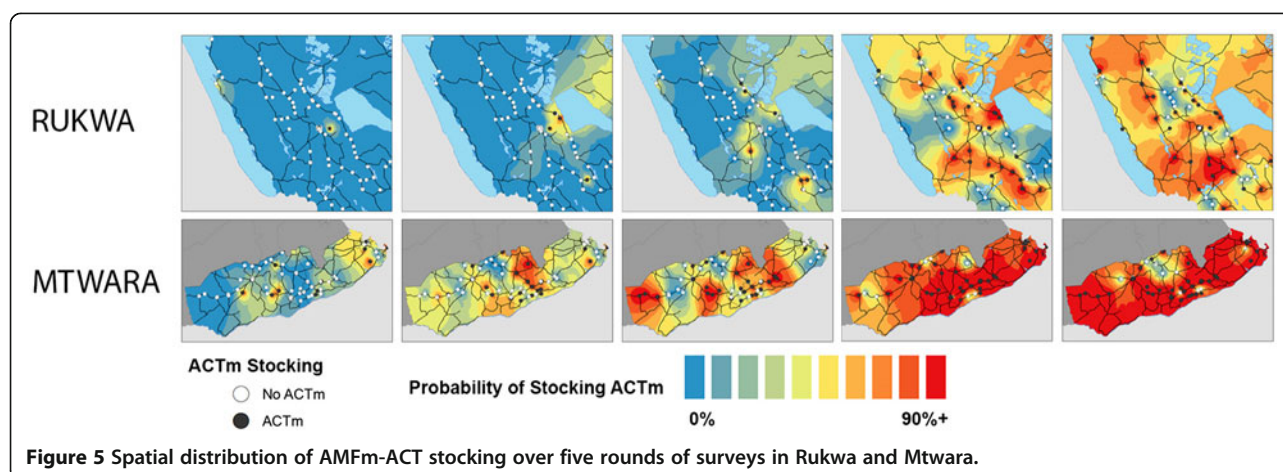 RUKWA
MTWARA
ACTm Stocking
No ACTm
ACTm
Probability of Stocking ACTm
0%
90%+
Figure 5 Spatial distribution of AMFm-ACT stocking over five rounds of surveys in Rukwa and Mtwara.